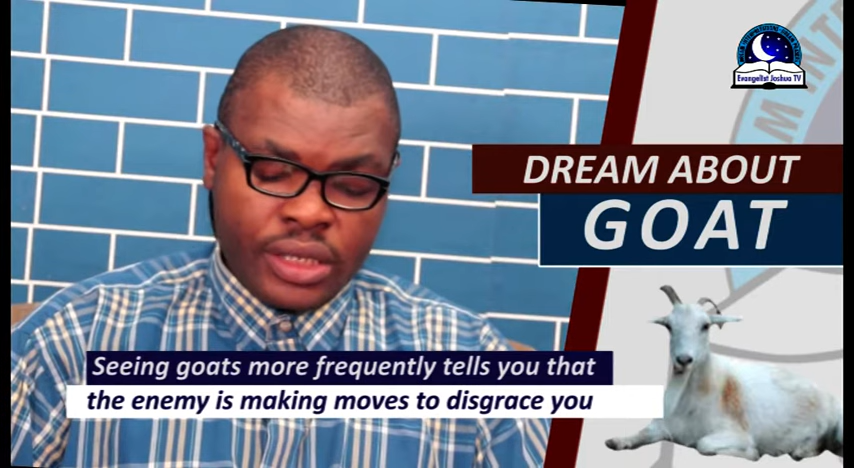 Evangelist Joshua TV
DREAM ABOUT
GOAT
Seeing goats more frequently tells you that
the enemy is making moves to disgrace you